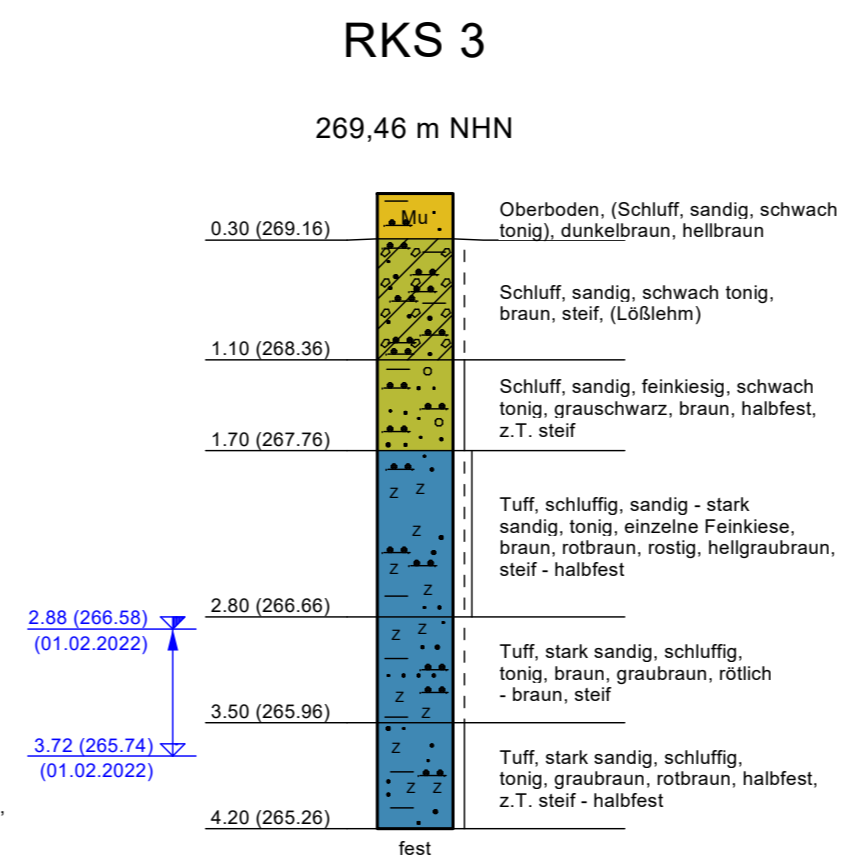 RKS 3
269,46 m NHN
Mu
0.30 (269.16)
Oberboden, (Schluff, sandig, schwach
tonig), dunkelbraun, hellbraun
Schluff, sandig, schwach tonig,
braun, steif, (Lößlehm)
1.10 (268.36)
Schluff, sandig, feinkiesig, schwach
tonig, grauschwarz, braun, halbfest,
z.T. steif
1.70 (267.76)
z z
z
z
z
Tuff, schluffig, sandig - stark
sandig, tonig, einzelne Feinkiese,
braun, rotbraun, rostig, hellgraubraun,
steif - halbfest
2.80 (266.66)
2.88 (266.58)
(01.02.2022)
z z
z
z
Tuff, stark sandig, schluffig,
tonig, braun, graubraun, rötlich
- braun, steif
3.50 (265.96)
3.72 (265.74)
(01.02.2022)
z
z z
Tuff, stark sandig, schluffig,
tonig, graubraun, rotbraun, halbfest,
z.T. steif - halbfest
,
4.20 (265.26)
fest